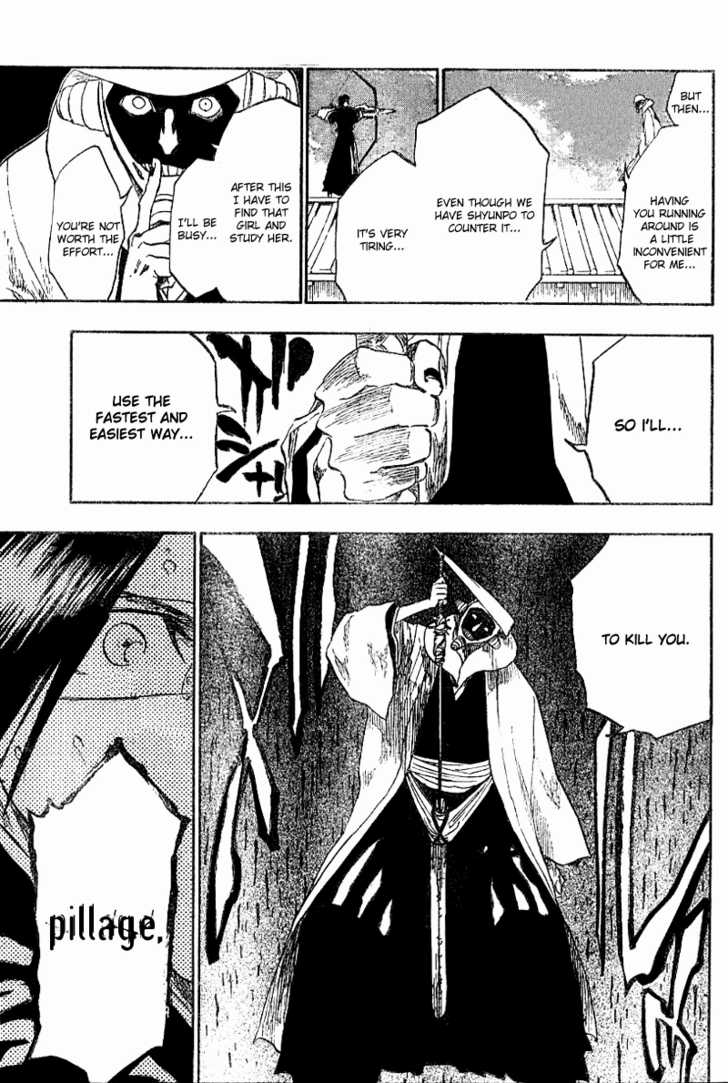 BUT
THEN...
HAVING
YOU RUNNING
AROUND IS
A LITTLE
INCONVENIENT
FOR ME...
EVEN THOUGH WE
HAVE SHYUNPO TO
COUNTER IT...
IT'S VERY
TIRING...
AFTER THIS
I HAVE TO
FIND THAT
GIRL AND
STUDY HER.
I'LL BE
BUSY...
YOU'RE NOT
WORTH THE
EFFORT...
SO I'LL...
USE THE
FASTEST AND
EASIEST WAY...
TO KILL YOU.
pillage.